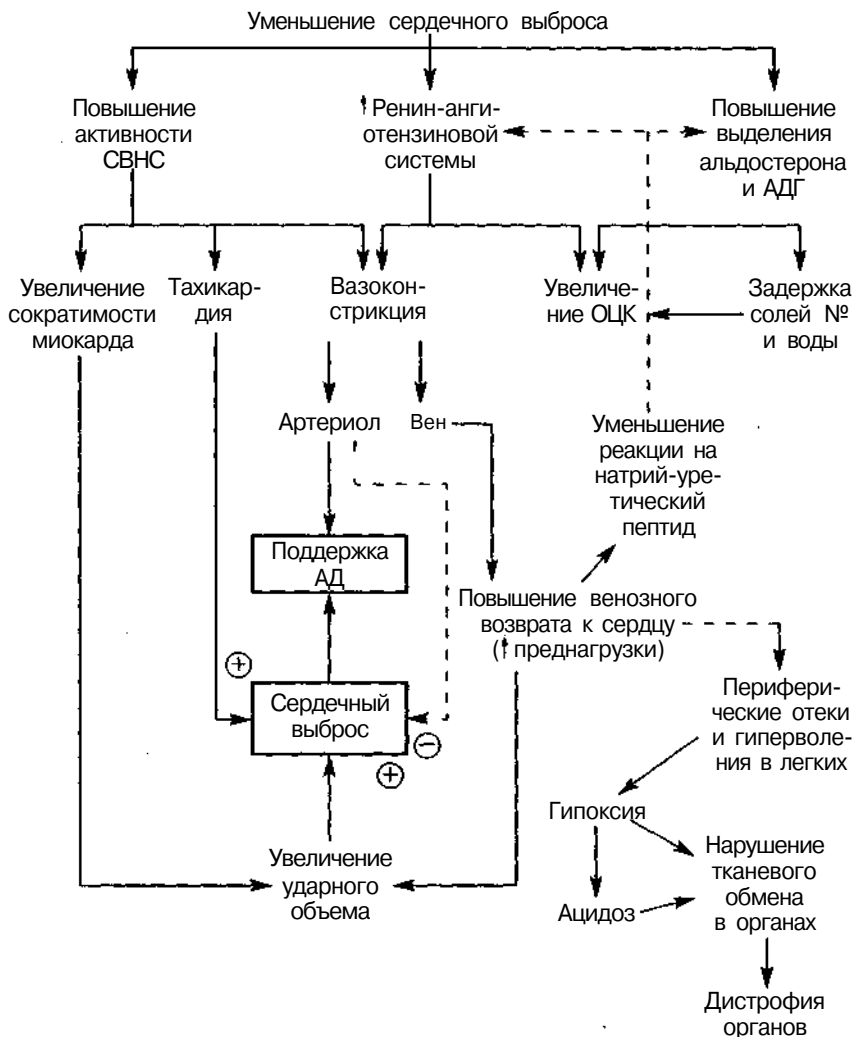 Уменьшение сердечного выброса
Повышение
активности
СВНС
↑ Ренин-анги-
отензиновой
системы
Повышение
выделения
альдостерона
и АДГ
Увеличение
сократимости
миокарда
Тахикар-
дия
Вазокон-
стрикция
Увеличе-
ние ОЦК
Задержка
солей №
и воды
Артериол
Вен
Уменьшение
реакции на
натрий-уре-
тический
пептид
Поддержка
АД
Повышение венозного
возврата к сердцу
(↑ преднагрузки)
+
Сердечный
выброс
−
+
Перифери-
ческие отеки
и гиперволе-
ния в легких
Гипоксия
Увеличение
ударного
объема
Нарушение
тканевого
обмена
в органах
Ацидоз
Дистрофия
органов